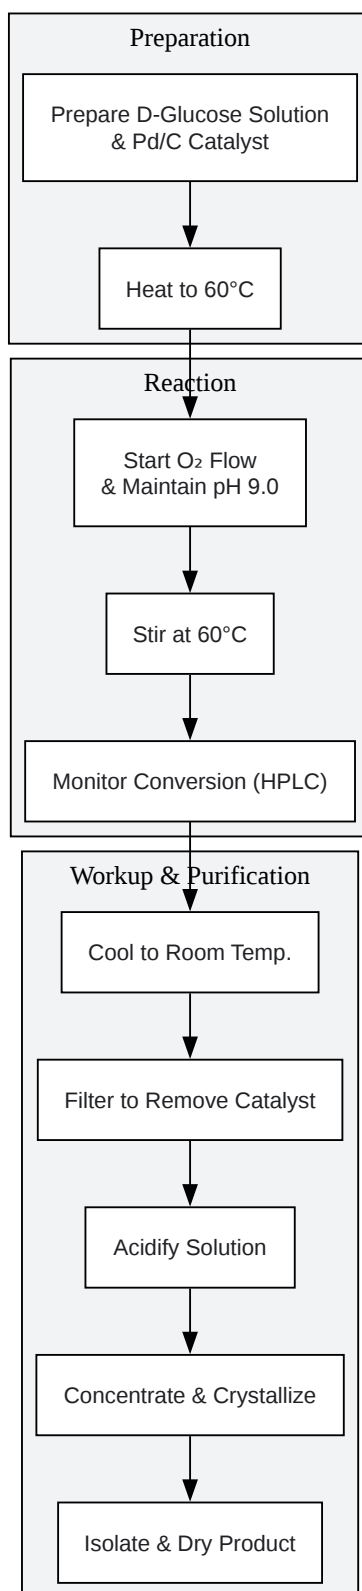 Preparation
Prepare D-Glucose Solution
& Pd/C Catalyst
Heat to 60°C
Reaction
Start O₂ Flow
& Maintain pH 9.0
Stir at 60°C
Monitor Conversion (HPLC)
Workup & Purification
Cool to Room Temp.
Filter to Remove Catalyst
Acidify Solution
Concentrate & Crystallize
Isolate & Dry Product